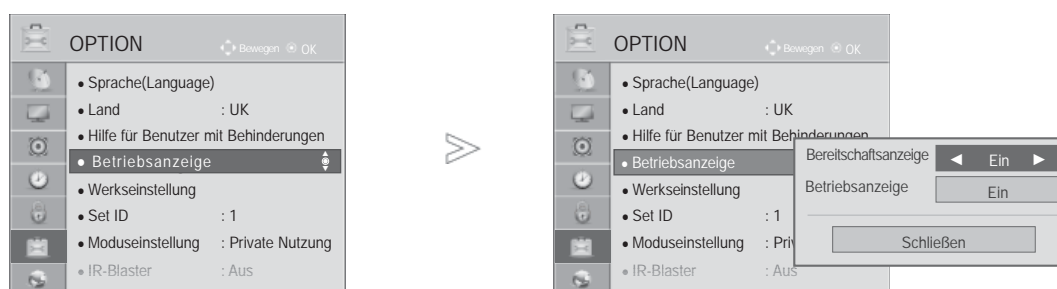 OPTION
Bewegen OK
• Sprache(Language)
• Land : UK
• Hilfe für Benutzer mit Behinderungen
• Betriebsanzeige
• Werkseinstellung
• Set ID : 1
• Moduseinstellung : Private Nutzung
• IR-Blaster : Aus
OPTION
Bewegen OK
• Sprache(Language)
• Land : UK
• Hilfe für Benutzer mit Behinderungen
• Betriebsanzeige
• Werkseinstellung
• Set ID : 1
• Moduseinstellung : Priv
• IR-Blaster : Aus
Bereitschaftsanzeige ◄ Ein ►
Betriebsanzeige Ein
Schließen